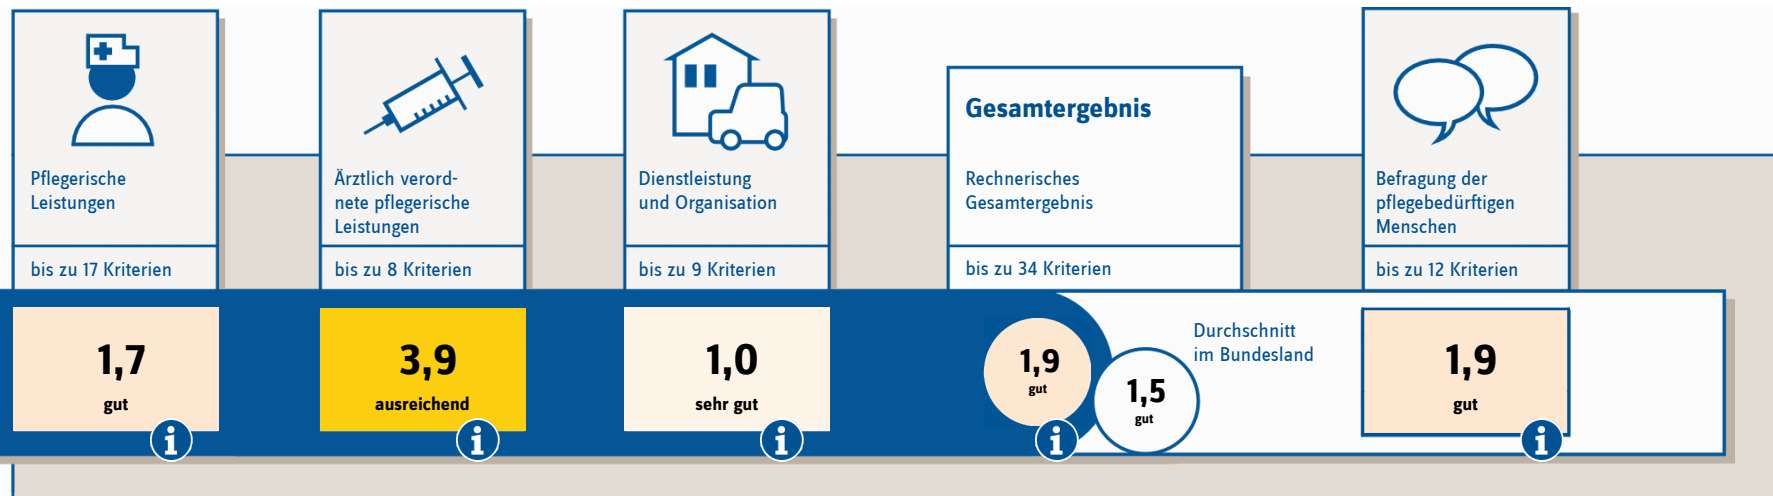 Pflegerische
Leistungen
bis zu 17 Kriterien
1,7
gut
i
Ärztlich verord-
nete pflegerische
Leistungen
bis zu 8 Kriterien
3,9
ausreichend
i
Dienstleistung
und Organisation
bis zu 9 Kriterien
1,0
sehr gut
i
Gesamtergebnis
Rechnerisches
Gesamtergebnis
bis zu 34 Kriterien
1,9
gut
i
1,5
gut
Durchschnitt
im Bundesland
Befragung der
pflegebedürftigen
Menschen
bis zu 12 Kriterien
1,9
gut
i